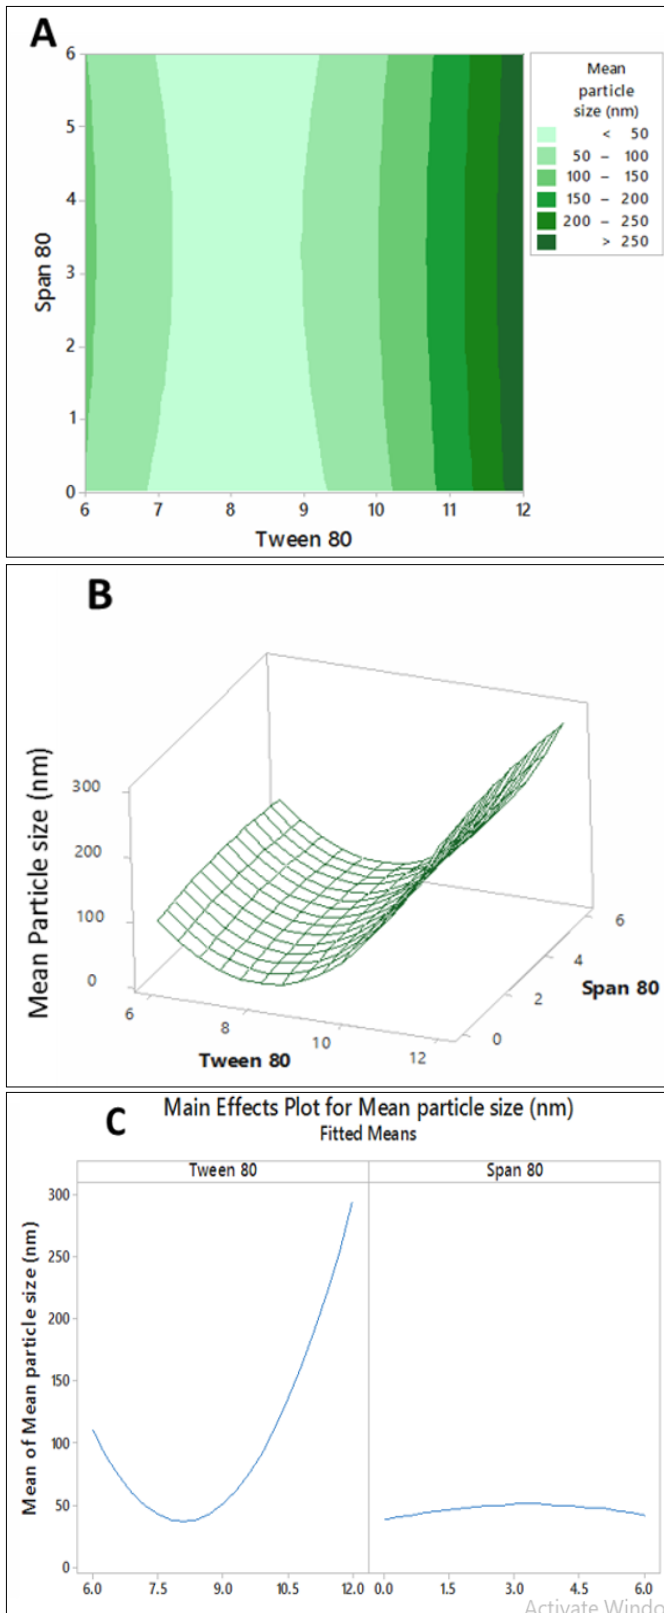 A
Mean
particle
size (nm)
< 50
50 – 100
100 – 150
150 – 200
200 – 250
> 250
6
5
4
3
2
1
0
Span 80
6 7 8 9 10 11 12
Tween 80
B
Mean Particle size (nm)
300
200
100
0
6
8
10
12
Tween 80
0
2
4
6
Span 80
C
Main Effects Plot for Mean particle size (nm)
Fitted Means
Tween 80 Span 80
Mean of Mean particle size (nm)
300
250
200
150
100
50
0
6.0 7.5 9.0 10.5 12.0 0.0 1.5 3.0 4.5 6.0
Activate Windo